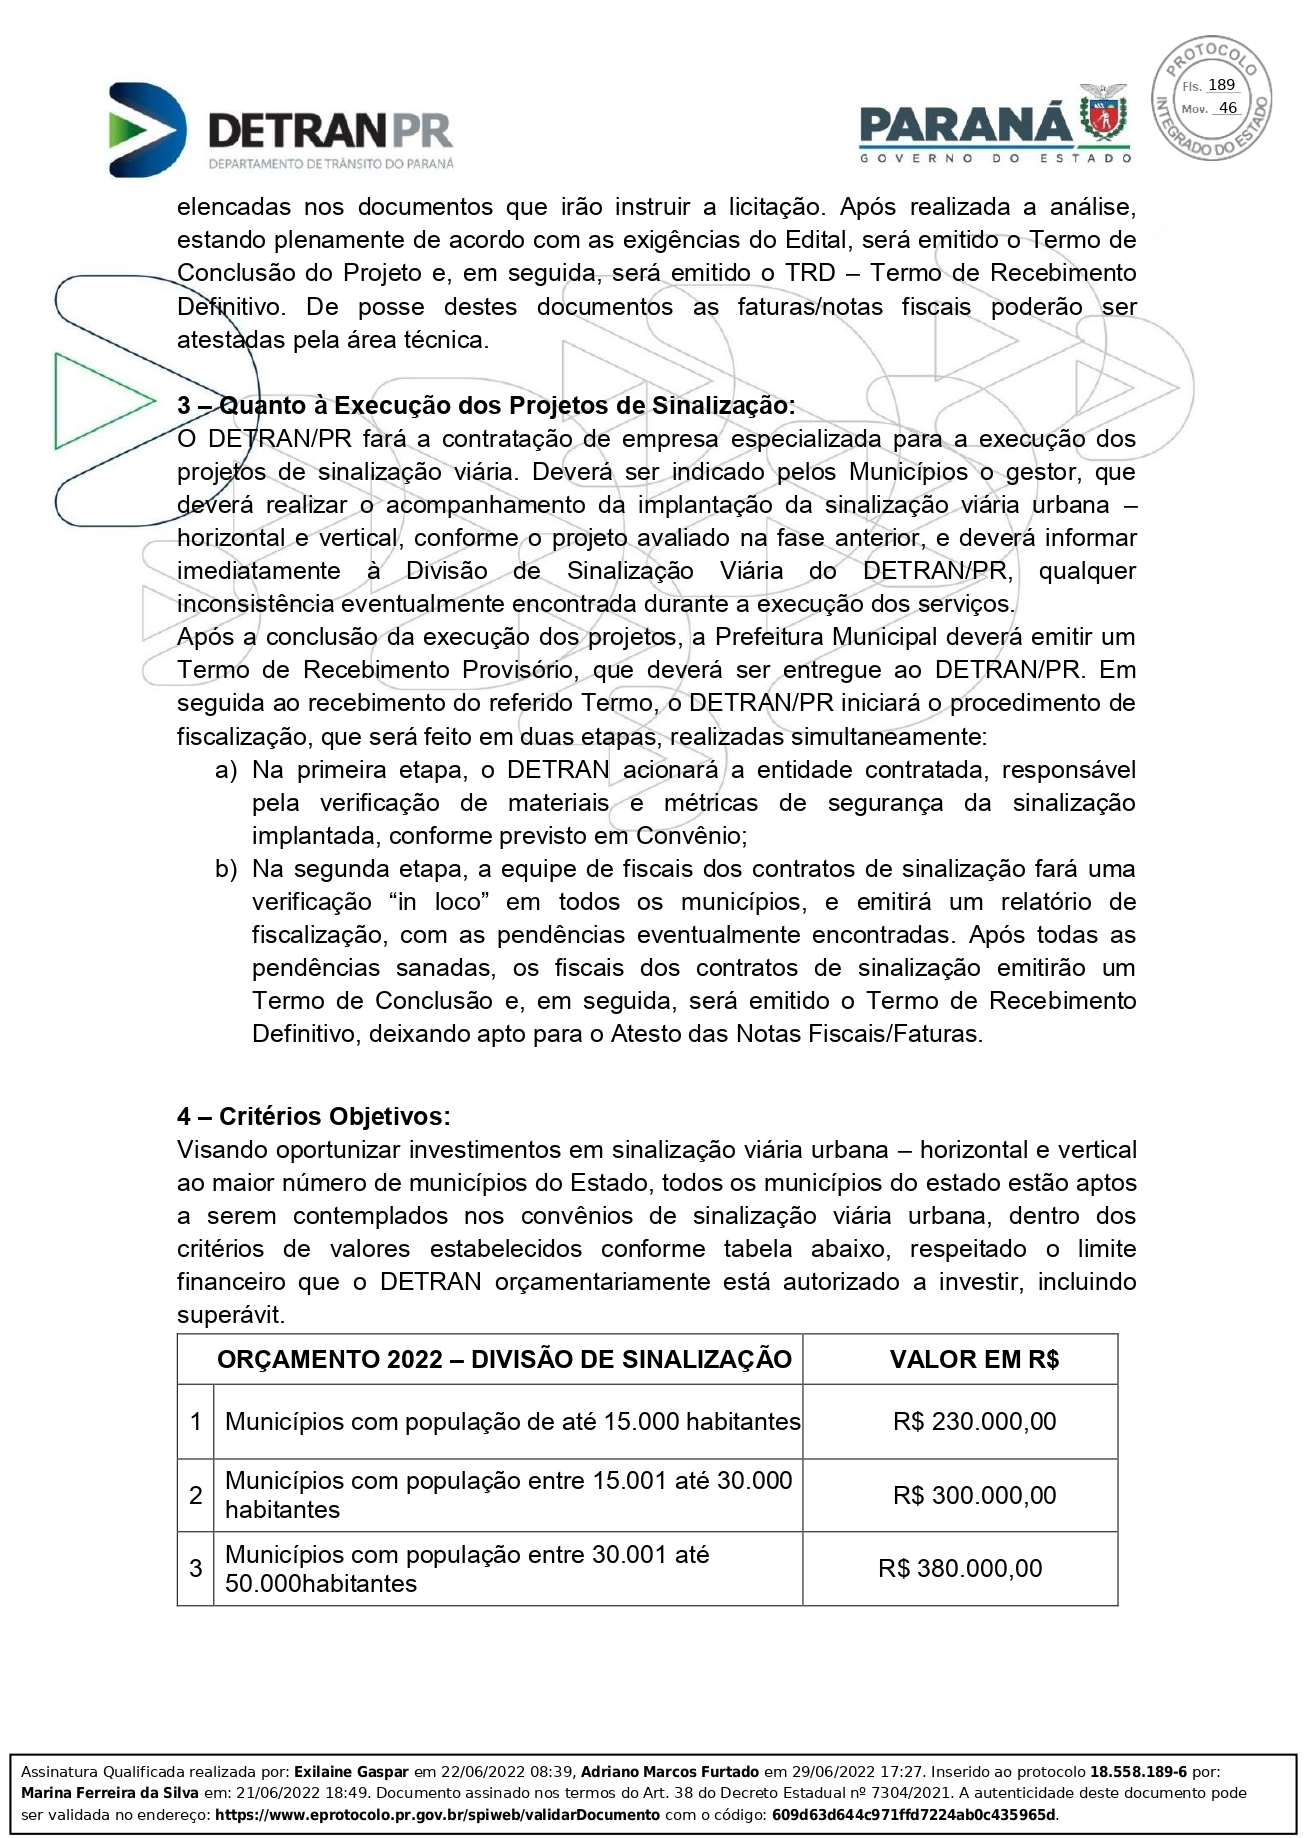 DETRANPR
DEPARTAMENTO DE TRÂNSITO DO PARANÁ
PARANÁ
GOVERNO DO ESTADO
PROTOCOLO
INTEGRADO DO ESTADO
Fls. 189
Mov. 46
elencadas nos documentos que irão instruir a licitação. Após realizada a análise,
estando plenamente de acordo com as exigências do Edital, será emitido o Termo de
Conclusão do Projeto e, em seguida, será emitido o TRD – Termo de Recebimento
Definitivo. De posse destes documentos as faturas/notas fiscais poderão ser
atestadas pela área técnica.
3 – Quanto à Execução dos Projetos de Sinalização:
O DETRAN/PR fará a contratação de empresa especializada para a execução dos
projetos de sinalização viária. Deverá ser indicado pelos Municípios o gestor, que
deverá realizar o acompanhamento da implantação da sinalização viária urbana –
horizontal e vertical, conforme o projeto avaliado na fase anterior, e deverá informar
imediatamente à Divisão de Sinalização Viária do DETRAN/PR, qualquer
inconsistência eventualmente encontrada durante a execução dos serviços.
Após a conclusão da execução dos projetos, a Prefeitura Municipal deverá emitir um
Termo de Recebimento Provisório, que deverá ser entregue ao DETRAN/PR. Em
seguida ao recebimento do referido Termo, o DETRAN/PR iniciará o procedimento de
fiscalização, que será feito em duas etapas, realizadas simultaneamente:
a) Na primeira etapa, o DETRAN acionará a entidade contratada, responsável
pela verificação de materiais e métricas de segurança da sinalização
implantada, conforme previsto em Convênio;
b) Na segunda etapa, a equipe de fiscais dos contratos de sinalização fará uma
verificação “in loco” em todos os municípios, e emitirá um relatório de
fiscalização, com as pendências eventualmente encontradas. Após todas as
pendências sanadas, os fiscais dos contratos de sinalização emitirão um
Termo de Conclusão e, em seguida, será emitido o Termo de Recebimento
Definitivo, deixando apto para o Atesto das Notas Fiscais/Faturas.
4 – Critérios Objetivos:
Visando oportunizar investimentos em sinalização viária urbana – horizontal e vertical
ao maior número de municípios do Estado, todos os municípios do estado estão aptos
a serem contemplados nos convênios de sinalização viária urbana, dentro dos
critérios de valores estabelecidos conforme tabela abaixo, respeitado o limite
financeiro que o DETRAN orçamentariamente está autorizado a investir, incluindo
superávit.
ORÇAMENTO 2022 – DIVISÃO DE SINALIZAÇÃO VALOR EM R$
1 Municípios com população de até 15.000 habitantes R$ 230.000,00
2 Municípios com população entre 15.001 até 30.000
habitantes R$ 300.000,00
3 Municípios com população entre 30.001 até
50.000habitantes R$ 380.000,00
Assinatura Qualificada realizada por: Exilaine Gaspar em 22/06/2022 08:39, Adriano Marcos Furtado em 29/06/2022 17:27. Inserido ao protocolo 18.558.189-6 por:
Marina Ferreira da Silva em: 21/06/2022 18:49. Documento assinado nos termos do Art. 38 do Decreto Estadual nº 7304/2021. A autenticidade deste documento pode
ser validada no endereço: https://www.eprotocolo.pr.gov.br/spiweb/validarDocumento com o código: 609d63d644c971ffd7224ab0c435965d.